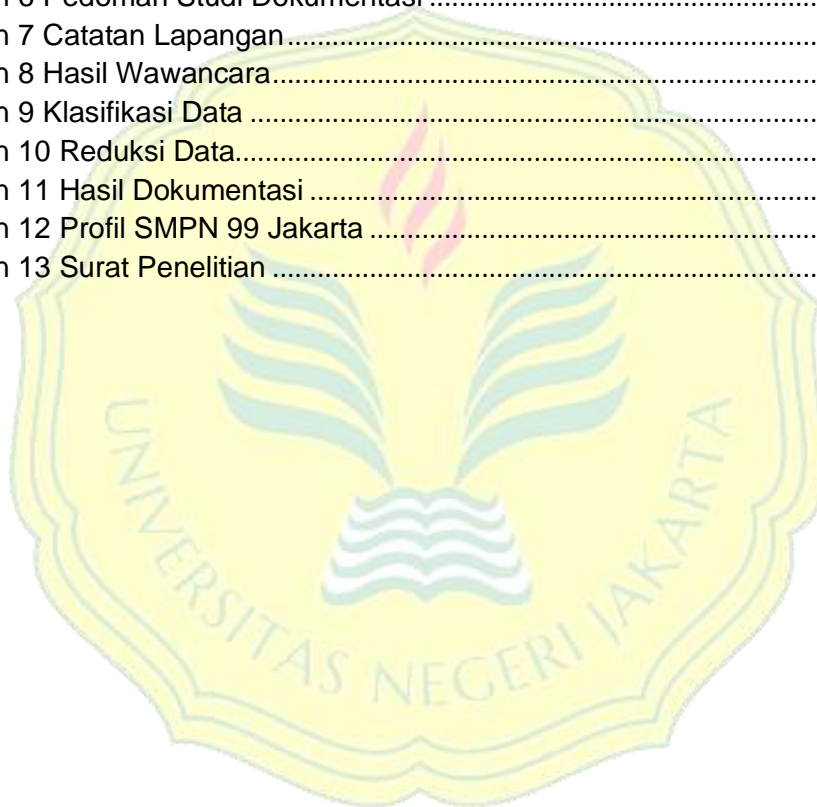 n 6 Pedoman Studi Dokumentasi ..........................................................
n 7 Catatan Lapangan ..........................................................................
n 8 Hasil Wawancara............................................................................
n 9 Klasifikasi Data ..............................................................................
n 10 Reduksi Data................................................................................
n 11 Hasil Dokumentasi .......................................................................
n 12 Profil SMPN 99 Jakarta ................................................................
n 13 Surat Penelitian ............................................................................
UNIVERSITAS NEGERI JAKARTA